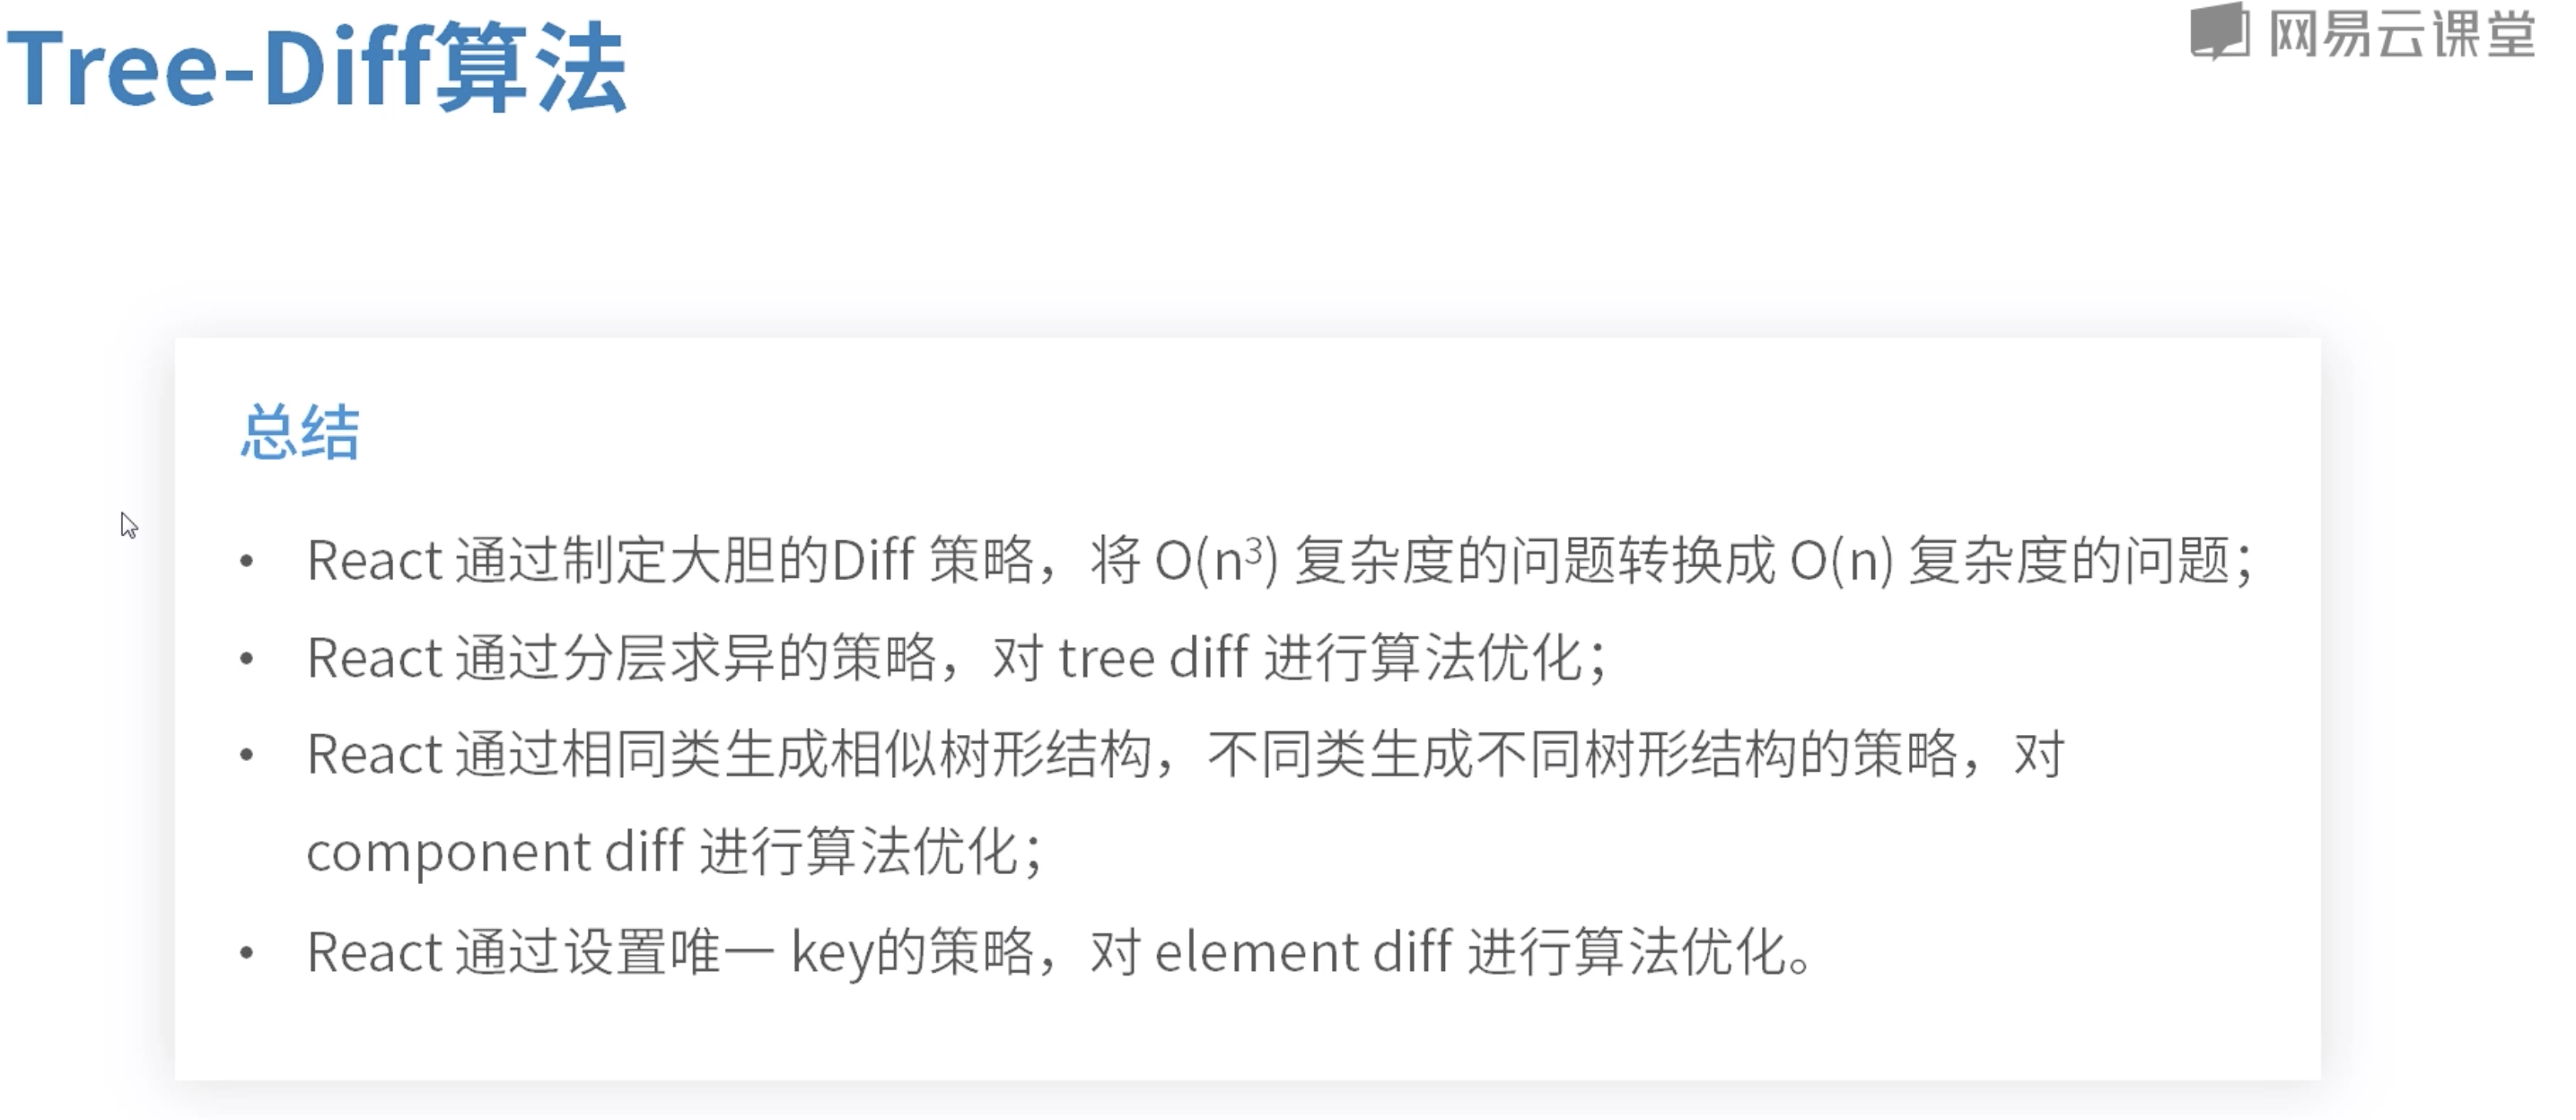 Tree-Diff算法
网易云课堂
总结
• React 通过制定大胆的Diff 策略，将 O(n³) 复杂度的问题转换成 O(n) 复杂度的问题；
• React 通过分层求异的策略，对 tree diff 进行算法优化；
• React 通过相同类生成相似树形结构，不同类生成不同树形结构的策略，对
component diff 进行算法优化；
• React 通过设置唯一 key的策略，对 element diff 进行算法优化。